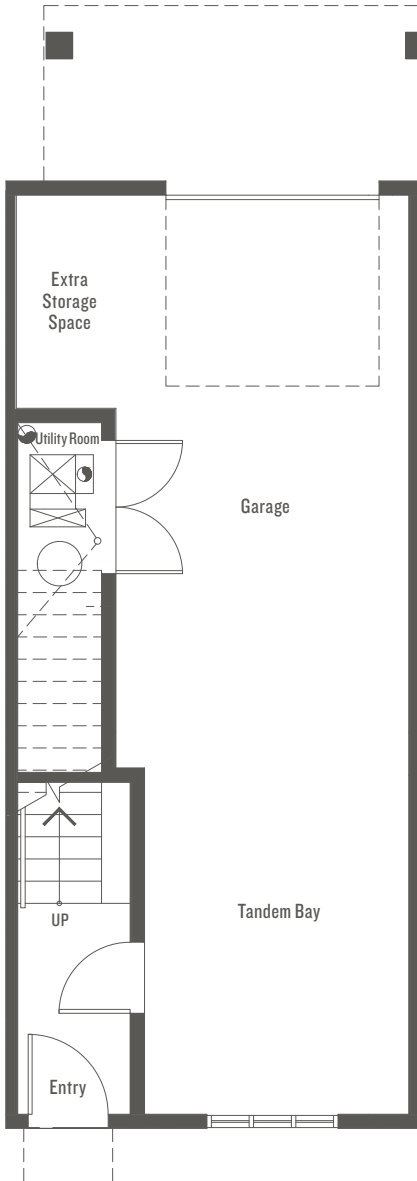 Extra
Storage
Space
Utility Room
Garage
Tandem Bay
UP
Entry